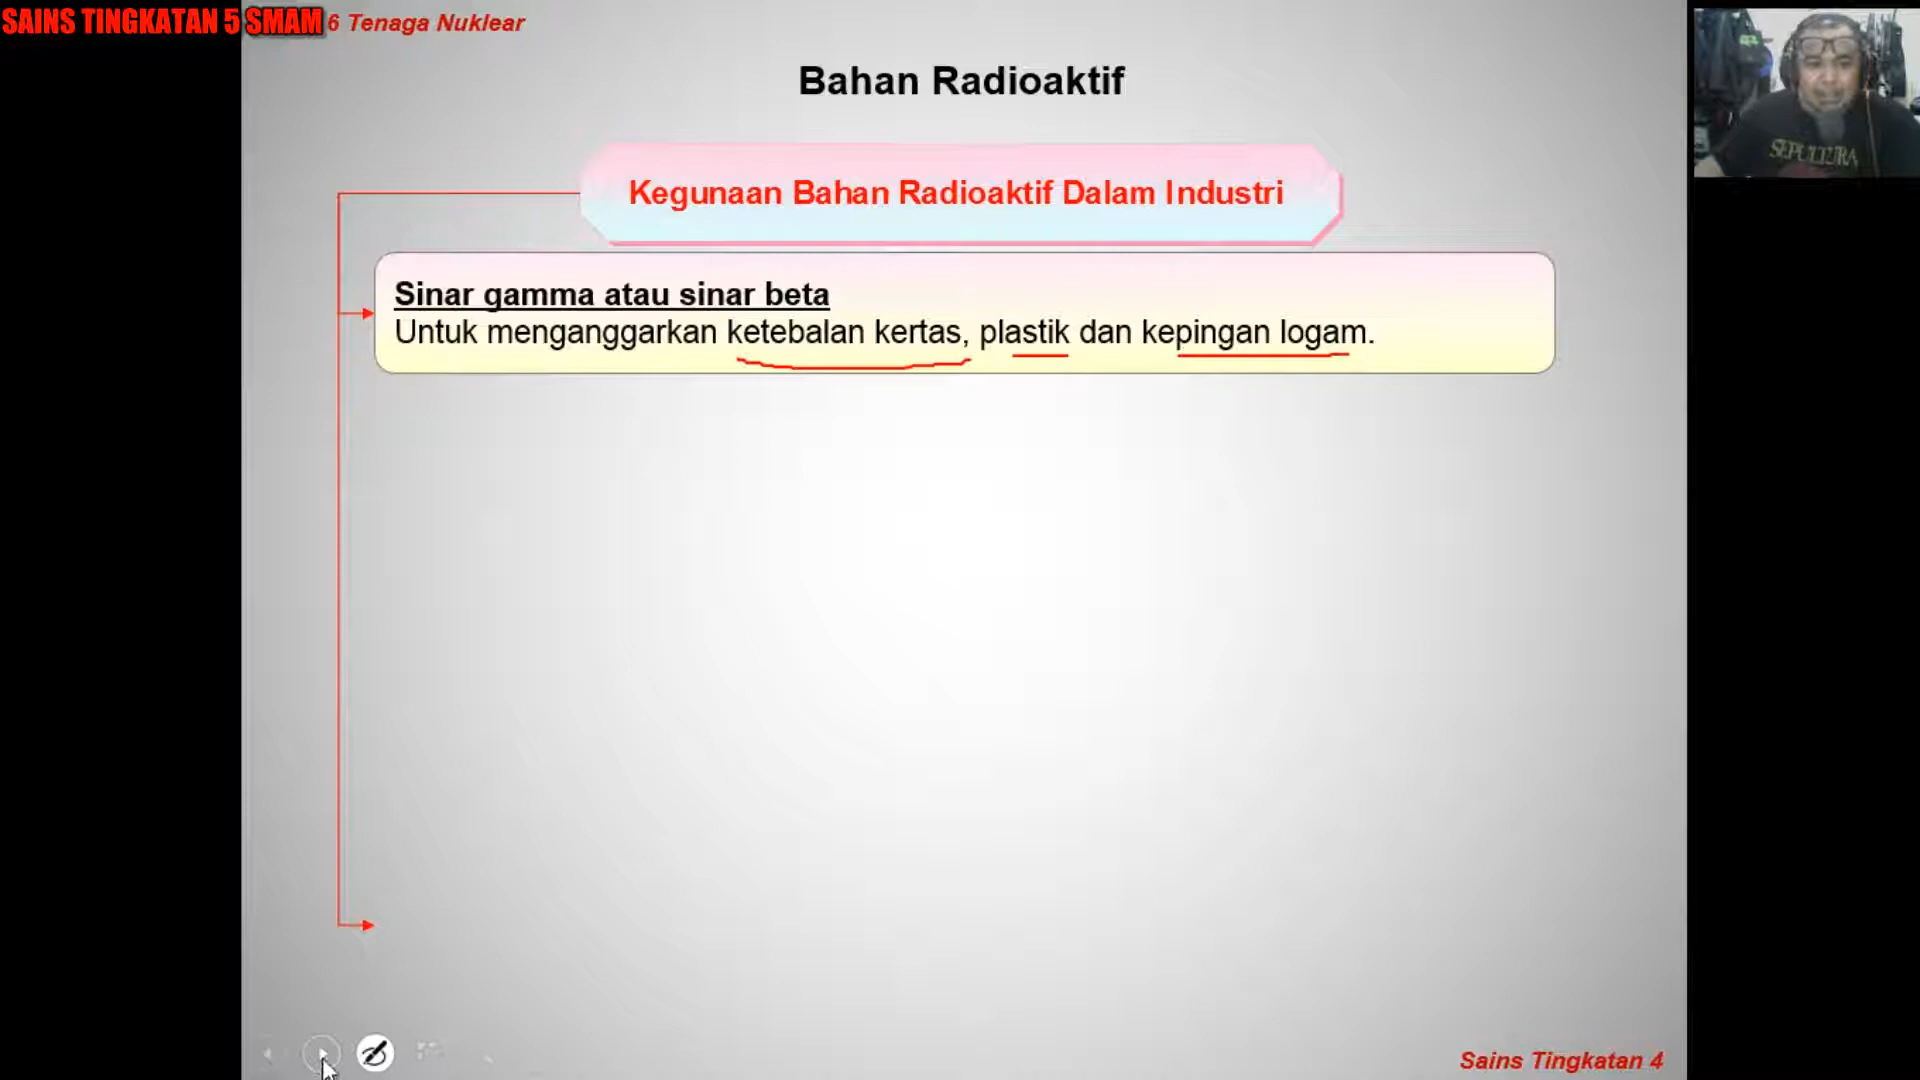 SAINS TINGKATAN 5 SMAM
6 Tenaga Nuklear
Bahan Radioaktif
SEPULTURA
Kegunaan Bahan Radioaktif Dalam Industri
Sinar gamma atau sinar beta
Untuk menganggarkan ketebalan kertas, plastik dan kepingan logam.
Sains Tingkatan 4